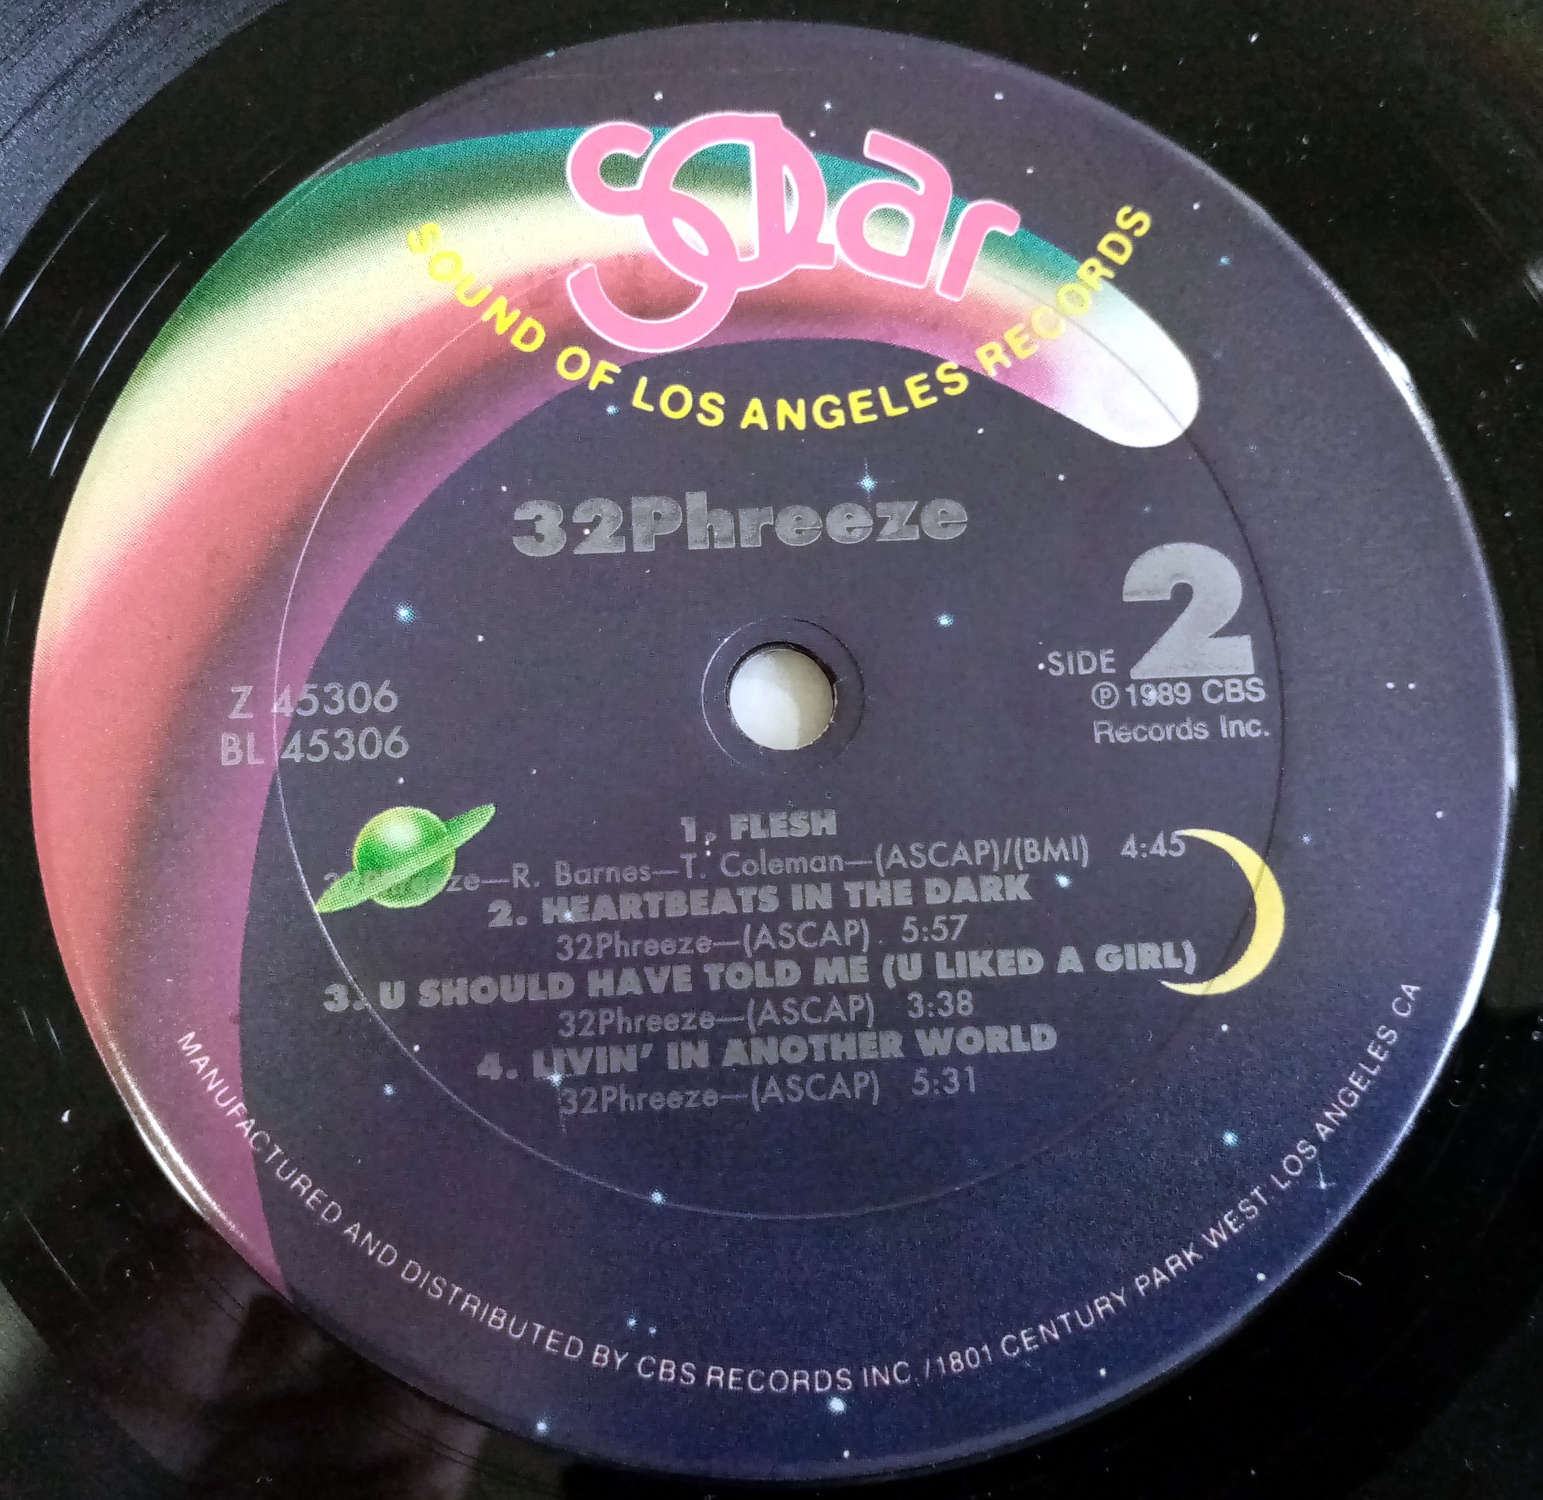 solar
SOUND OF LOS ANGELES RECORDS
32Phreeze
SIDE 2
℗ 1989 CBS
Records Inc.
Z 45306
BL 45306
1. FLESH
32Phreeze—R. Barnes—T. Coleman—(ASCAP)/(BMI) 4:45
2. HEARTBEATS IN THE DARK
32Phreeze—(ASCAP) 5:57
3. U SHOULD HAVE TOLD ME (U LIKED A GIRL)
32Phreeze—(ASCAP) 3:38
4. LIVIN' IN ANOTHER WORLD
32Phreeze—(ASCAP) 5:31
MANUFACTURED AND DISTRIBUTED BY CBS RECORDS INC./1801 CENTURY PARK WEST LOS ANGELES CA